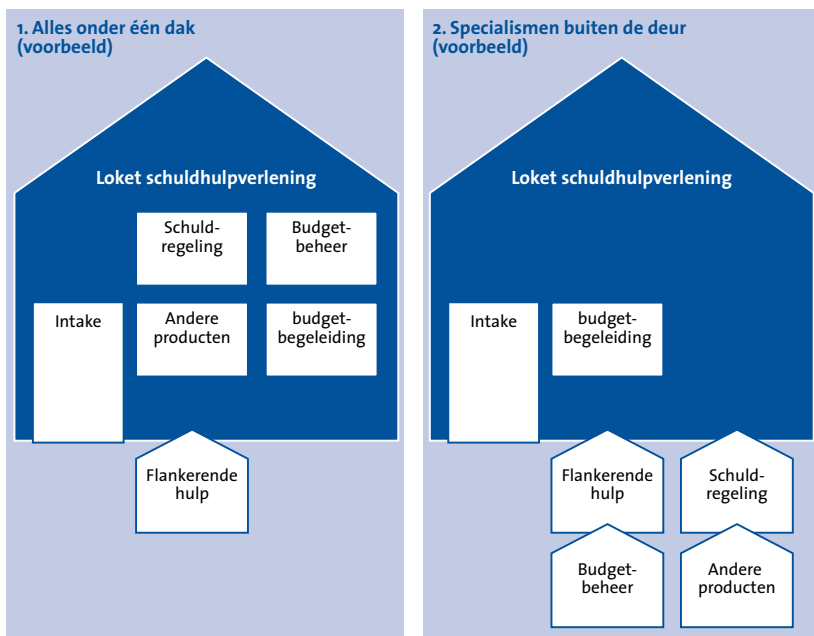 1. Alles onder één dak
(voorbeeld)
Loket schuldhulpverlening
Schuld-
regeling
Budget-
beheer
Intake
Andere
producten
budget-
begeleiding
Flankerende
hulp
2. Specialismen buiten de deur
(voorbeeld)
Loket schuldhulpverlening
Intake
budget-
begeleiding
Flankerende
hulp
Schuld-
regeling
Budget-
beheer
Andere
producten